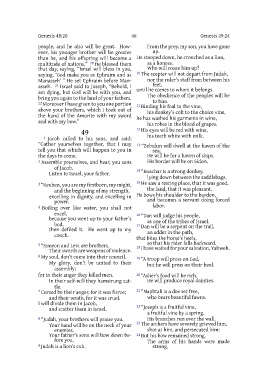 Genesis 48:20
46
Genesis 49:24
people, and he also will be great. How-
ever, his younger brother will be greater
than he, and his offspring will become a
multitude of nations." 20 He blessed them
that day, saying, "Israel will bless in you,
saying, 'God make you as Ephraim and as
Manasseh'" He set Ephraim before Man-
asseh. 21 Israel said to Joseph, "Behold, I
am dying, but God will be with you, and
bring you again to the land of your fathers.
22 Moreover I have given to you one portion
above your brothers, which I took out of
the hand of the Amorite with my sword
and with my bow."
49
1 Jacob called to his sons, and said:
"Gather yourselves together, that I may
tell you that which will happen to you in
the days to come.
2 Assemble yourselves, and hear, you sons
of Jacob.
Listen to Israel, your father.
3 "Reuben, you are my firstborn, my might,
and the beginning of my strength,
excelling in dignity, and excelling in
power.
4 Boiling over like water, you shall not
excel,
because you went up to your father's
bed,
then defiled it. He went up to my
couch.
5 "Simeon and Levi are brothers.
Their swords are weapons of violence.
6 My soul, don't come into their council.
My glory, don't be united to their
assembly;
for in their anger they killed men.
In their self-will they hamstrung cat-
tle.
7 Cursed be their anger, for it was fierce;
and their wrath, for it was cruel.
I will divide them in Jacob,
and scatter them in Israel.
8 "Judah, your brothers will praise you.
Your hand will be on the neck of your
enemies.
Your father's sons will bow down be-
fore you.
9 Judah is a lion's cub.
From the prey, my son, you have gone
up.
He stooped down, he crouched as a lion,
as a lioness.
Who will rouse him up?
10 The scepter will not depart from Judah,
nor the ruler's staff from between his
feet,
until he comes to whom it belongs.
The obedience of the peoples will be
to him.
11 Binding his foal to the vine,
his donkey's colt to the choice vine,
he has washed his garments in wine,
his robes in the blood of grapes.
12 His eyes will be red with wine,
his teeth white with milk.
13 "Zebulun will dwell at the haven of the
sea.
He will be for a haven of ships.
His border will be on Sidon.
14 "Issachar is a strong donkey,
lying down between the saddlebags.
15 He saw a resting place, that it was good,
the land, that it was pleasant.
He bows his shoulder to the burden,
and becomes a servant doing forced
labor.
16 "Dan will judge his people,
as one of the tribes of Israel.
17 Dan will be a serpent on the trail,
an adder in the path,
that bites the horse's heels,
so that his rider falls backward.
18 I have waited for your salvation, Yahweh.
19 "A troop will press on Gad,
but he will press on their heel.
20 "Asher's food will be rich.
He will produce royal dainties.
21 "Naphtali is a doe set free,
who bears beautiful fawns.
22 "Joseph is a fruitful vine,
a fruitful vine by a spring.
His branches run over the wall.
23 The archers have severely grieved him,
shot at him, and persecuted him:
24 But his bow remained strong.
The arms of his hands were made
strong,